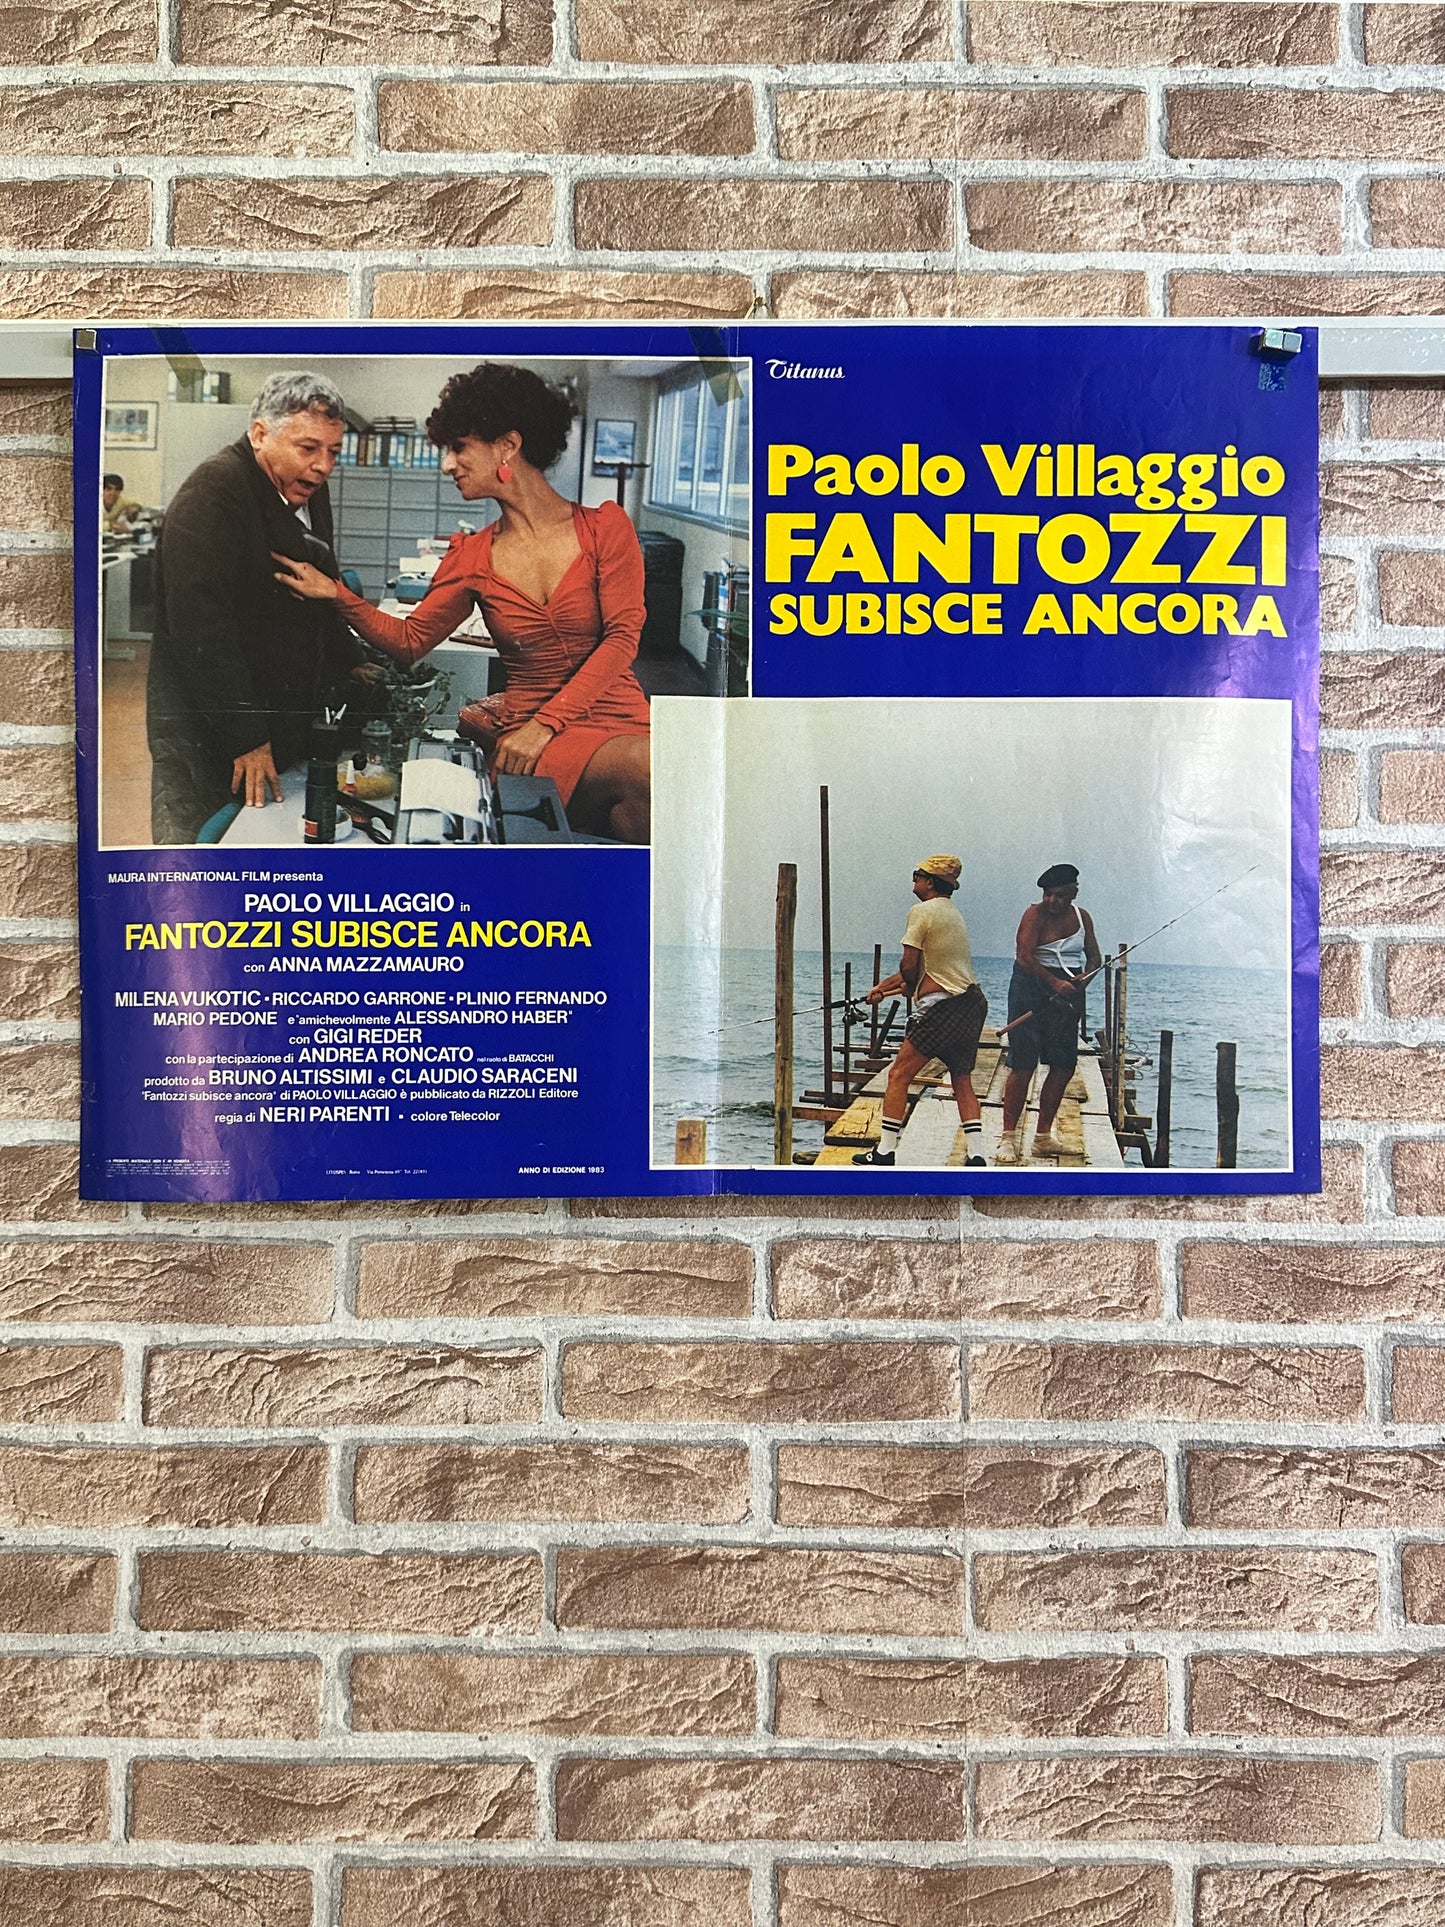 Titanus
Paolo Villaggio
FANTOZZI
SUBISCE ANCORA
MAURA INTERNATIONAL FILM presenta
PAOLO VILLAGGIO in
FANTOZZI SUBISCE ANCORA
con ANNA MAZZAMAURO
MILENA VUKOTIC · RICCARDO GARRONE · PLINIO FERNANDO
MARIO PEDONE e "amichevolmente ALESSANDRO HABER"
con GIGI REDER
con la partecipazione di ANDREA RONCATO nel ruolo di BATACCHI
prodotto da BRUNO ALTISSIMI e CLAUDIO SARACENI
"Fantozzi subisce ancora" di PAOLO VILLAGGIO è pubblicato da RIZZOLI Editore
regia di NERI PARENTI · colore Telecolor
ANNO DI EDIZIONE 1983